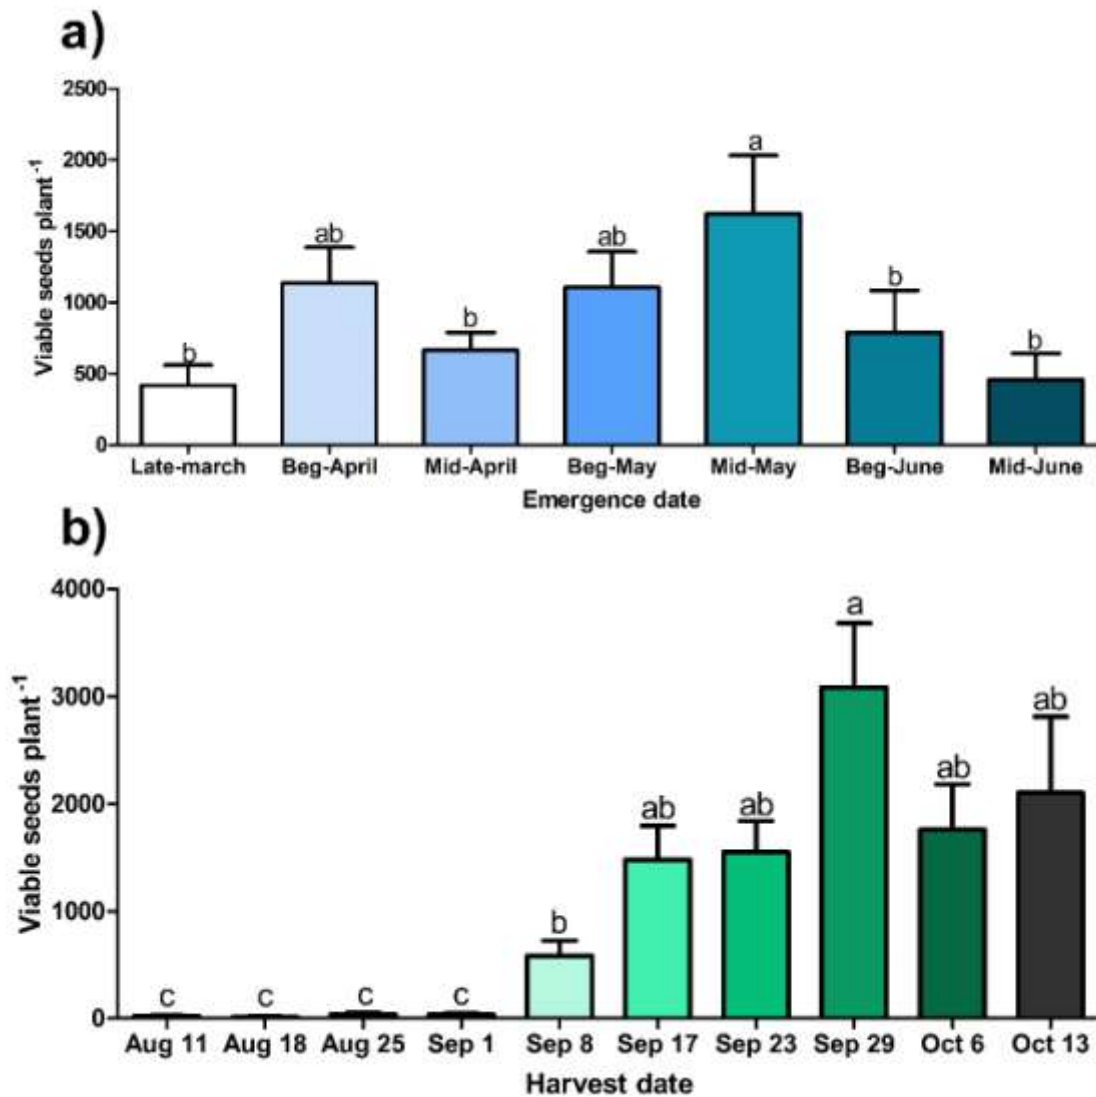 a)
2500
2000
1500
1000
500
0
Viable seeds plant⁻¹
b
ab
b
ab
a
b
b
Late-march Beg-April Mid-April Beg-May Mid-May Beg-June Mid-June
Emergence date
b)
4000
3000
2000
1000
0
Viable seeds plant⁻¹
c
c
c
c
b
ab
ab
a
ab
ab
Aug 11 Aug 18 Aug 25 Sep 1 Sep 8 Sep 17 Sep 23 Sep 29 Oct 6 Oct 13
Harvest date